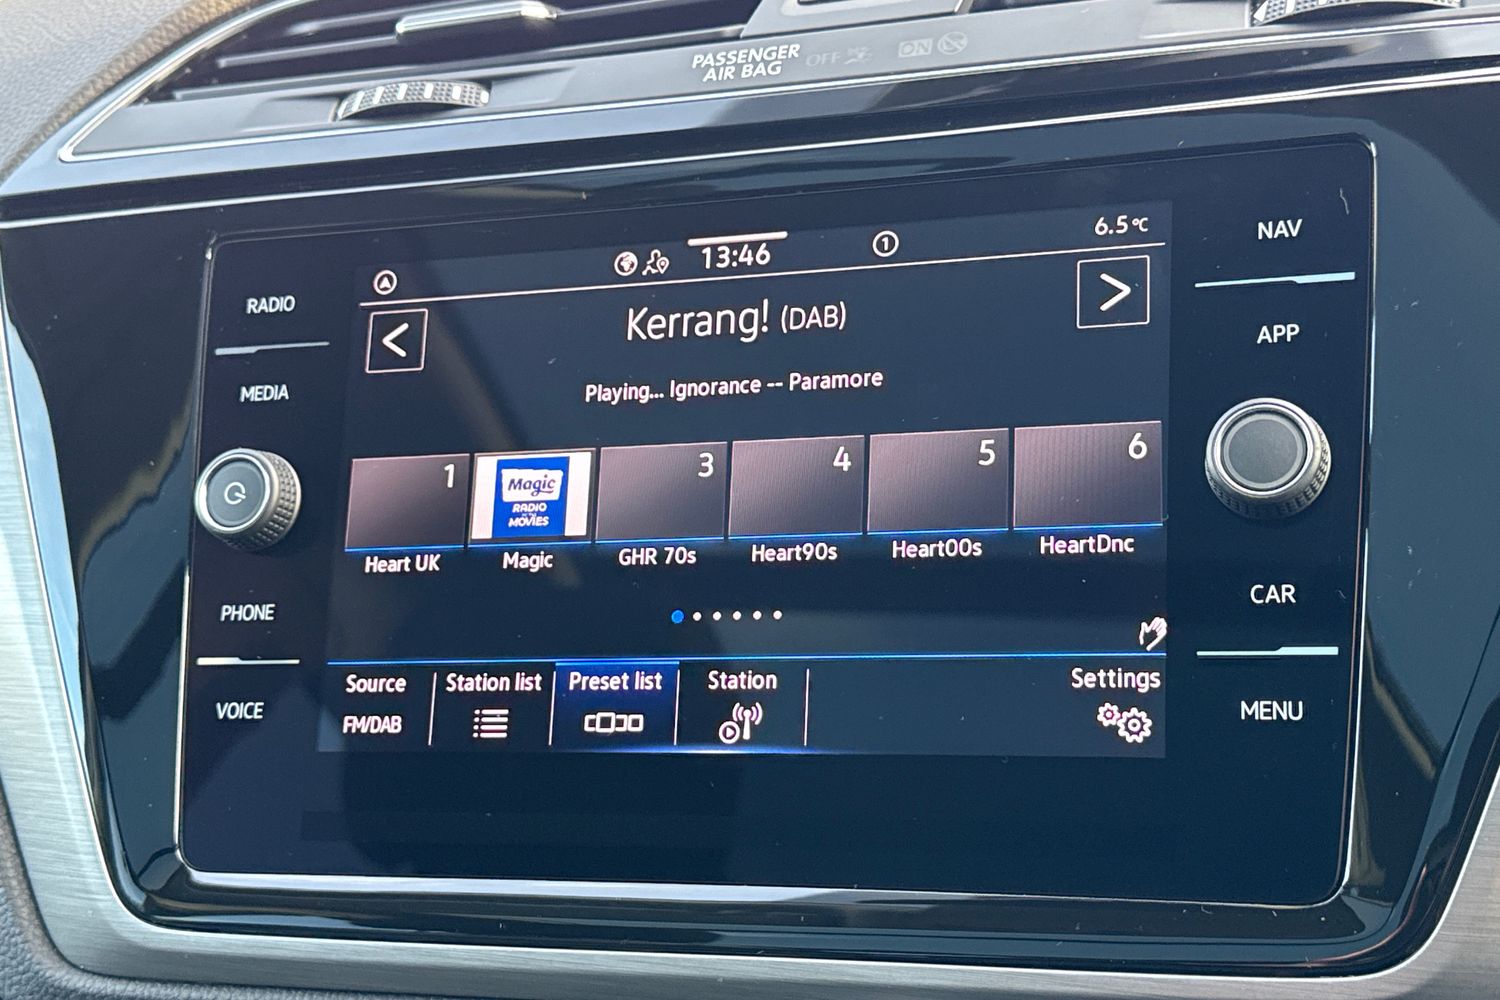 PASSENGER
AIR BAG
OFF
ON
6.5°C
13:46
1
NAV
RADIO
<
Kerrang! (DAB)
>
APP
MEDIA
Playing... Ignorance -- Paramore
1
Magic
RADIO
MOVIES
3
4
5
6
Heart UK
Magic
GHR 70s
Heart90s
Heart00s
HeartDnc
PHONE
CAR
Source
Station list
Preset list
Station
Settings
FM/DAB
VOICE
MENU